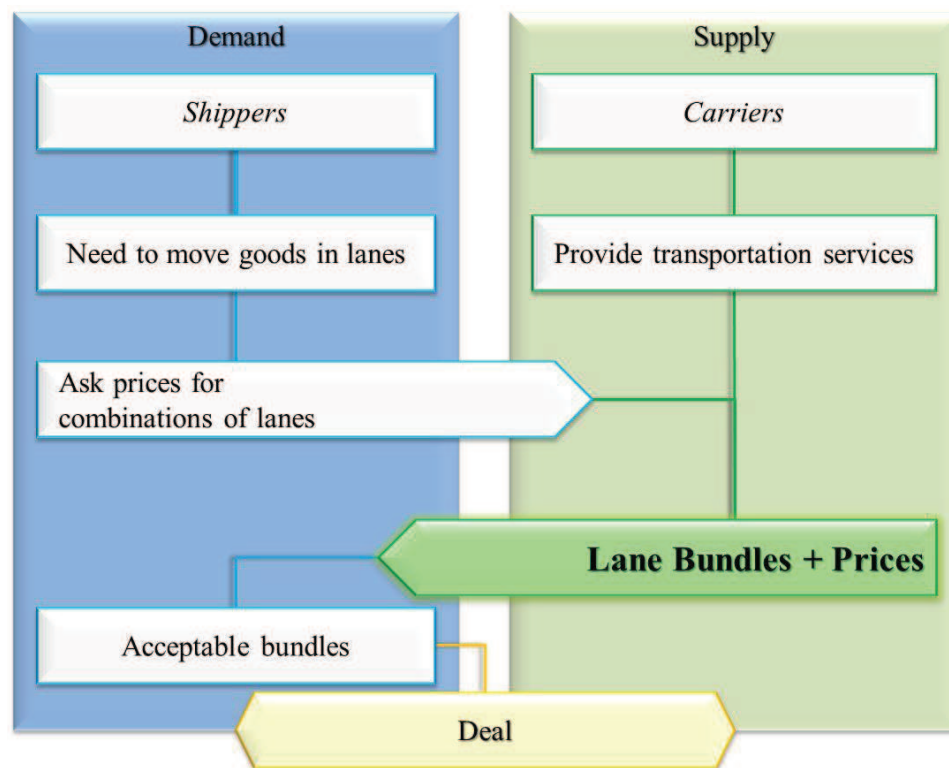 Demand
Supply
Shippers
Carriers
Need to move goods in lanes
Provide transportation services
Ask prices for
combinations of lanes
Lane Bundles + Prices
Acceptable bundles
Deal